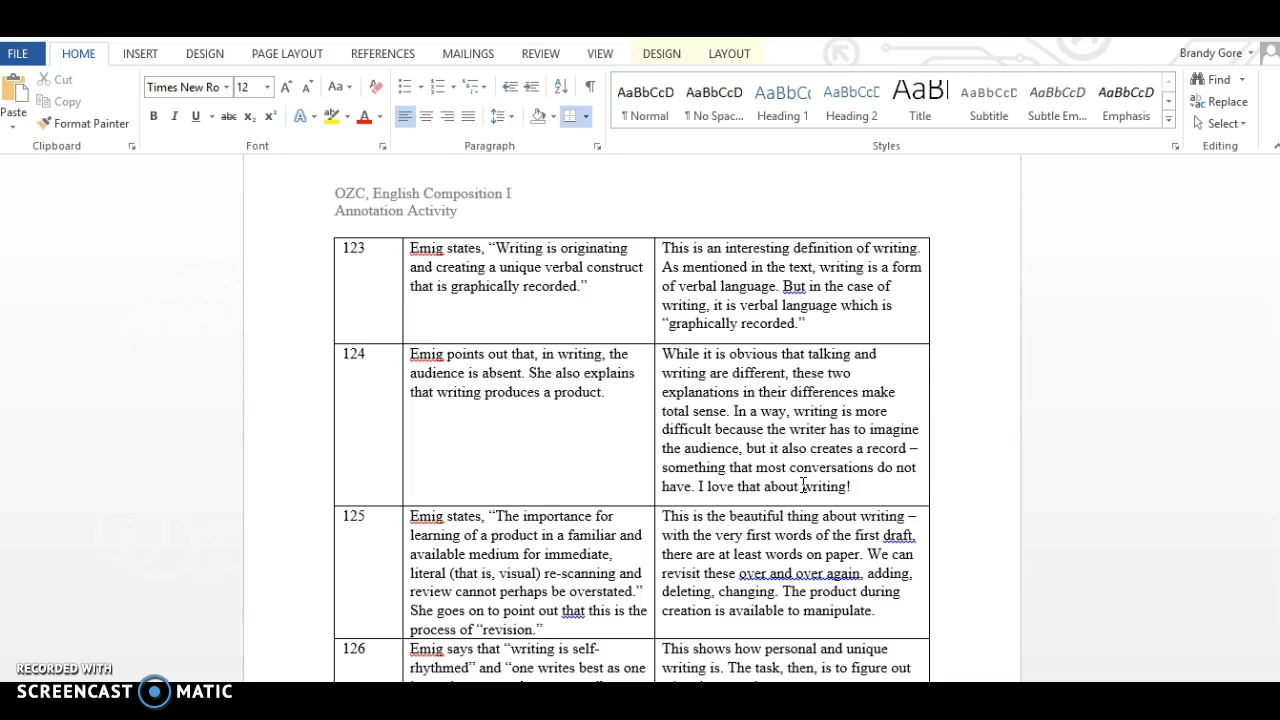 FILE HOME INSERT DESIGN PAGE LAYOUT REFERENCES MAILINGS REVIEW VIEW DESIGN LAYOUT Brandy Gore
Cut
Copy
Paste
Format Painter
Clipboard
Times New Ro 12
Aa
B I U abc x₂ x²
A A
Font
Paragraph
AaBbCcD AaBbCcD AaBbCc AaBbCcD AaBl AaBbCcD AaBbCcD AaBbCcD
¶ Normal ¶ No Spac... Heading 1 Heading 2 Title Subtitle Subtle Em... Emphasis
Styles
Find
Replace
Select
Editing
OZC, English Composition I
Annotation Activity
123
Emig states, “Writing is originating
and creating a unique verbal construct
that is graphically recorded.”
This is an interesting definition of writing.
As mentioned in the text, writing is a form
of verbal language. But in the case of
writing, it is verbal language which is
“graphically recorded.”
124
Emig points out that, in writing, the
audience is absent. She also explains
that writing produces a product.
While it is obvious that talking and
writing are different, these two
explanations in their differences make
total sense. In a way, writing is more
difficult because the writer has to imagine
the audience, but it also creates a record –
something that most conversations do not
have. I love that about writing!
125
Emig states, “The importance for
learning of a product in a familiar and
available medium for immediate,
literal (that is, visual) re-scanning and
review cannot perhaps be overstated.”
She goes on to point out that this is the
process of “revision.”
This is the beautiful thing about writing –
with the very first words of the first draft,
there are at least words on paper. We can
revisit these over and over again, adding,
deleting, changing. The product during
creation is available to manipulate.
126
Emig says that “writing is self-
rhythmed” and “one writes best as one
This shows how personal and unique
writing is. The task, then, is to figure out
RECORDED WITH
SCREENCAST MATIC